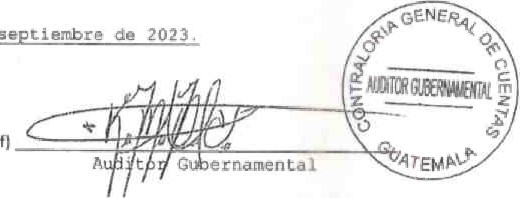 septiembre de 2023.
CONTRALORIA GENERAL DE CUENTAS
AUDITOR GUBERNAMENTAL
GUATEMALA
f)
Auditor Gubernamental